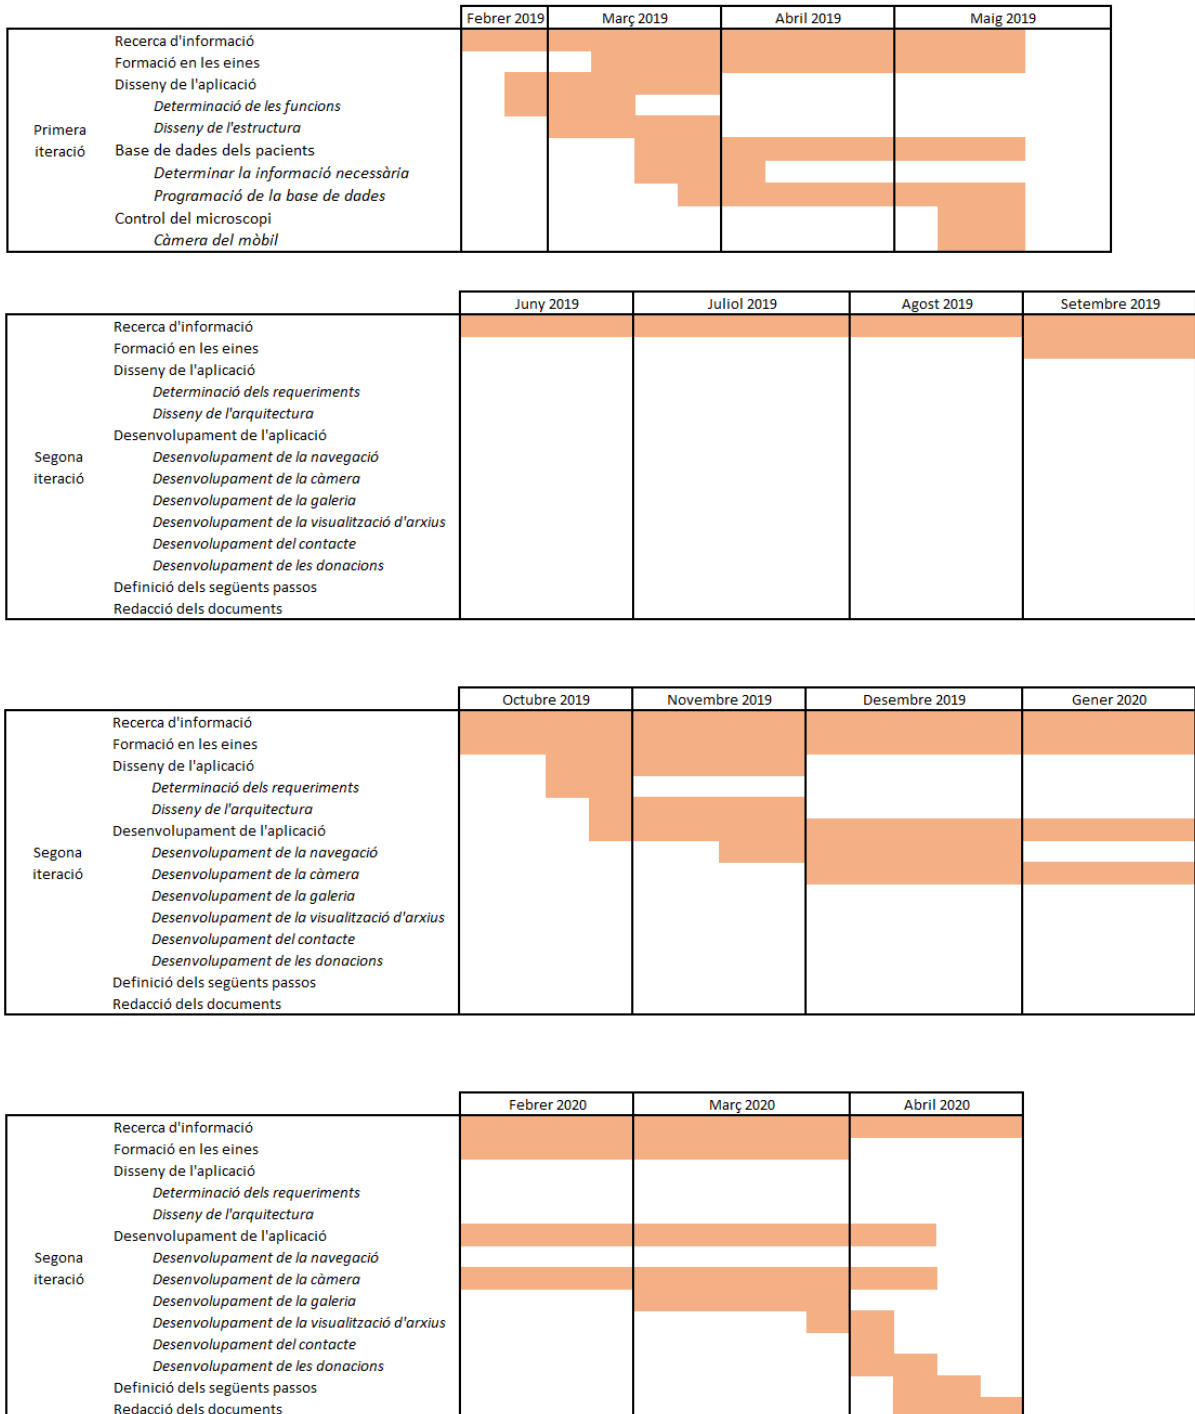 Febrer 2019 Març 2019 Abril 2019 Maig 2019
Recerca d'informació
Formació en les eines
Disseny de l'aplicació
Determinació de les funcions
Primera Disseny de l'estructura
iteració Base de dades dels pacients
Determinar la informació necessària
Programació de la base de dades
Control del microscopi
Càmera del mòbil
Juny 2019 Juliol 2019 Agost 2019 Setembre 2019
Recerca d'informació
Formació en les eines
Disseny de l'aplicació
Determinació dels requeriments
Disseny de l'arquitectura
Desenvolupament de l'aplicació
Segona Desenvolupament de la navegació
iteració Desenvolupament de la càmera
Desenvolupament de la galeria
Desenvolupament de la visualització d'arxius
Desenvolupament del contacte
Desenvolupament de les donacions
Definició dels següents passos
Redacció dels documents
Octubre 2019 Novembre 2019 Desembre 2019 Gener 2020
Recerca d'informació
Formació en les eines
Disseny de l'aplicació
Determinació dels requeriments
Disseny de l'arquitectura
Desenvolupament de l'aplicació
Segona Desenvolupament de la navegació
iteració Desenvolupament de la càmera
Desenvolupament de la galeria
Desenvolupament de la visualització d'arxius
Desenvolupament del contacte
Desenvolupament de les donacions
Definició dels següents passos
Redacció dels documents
Febrer 2020 Març 2020 Abril 2020
Recerca d'informació
Formació en les eines
Disseny de l'aplicació
Determinació dels requeriments
Disseny de l'arquitectura
Desenvolupament de l'aplicació
Segona Desenvolupament de la navegació
iteració Desenvolupament de la càmera
Desenvolupament de la galeria
Desenvolupament de la visualització d'arxius
Desenvolupament del contacte
Desenvolupament de les donacions
Definició dels següents passos
Redacció dels documents